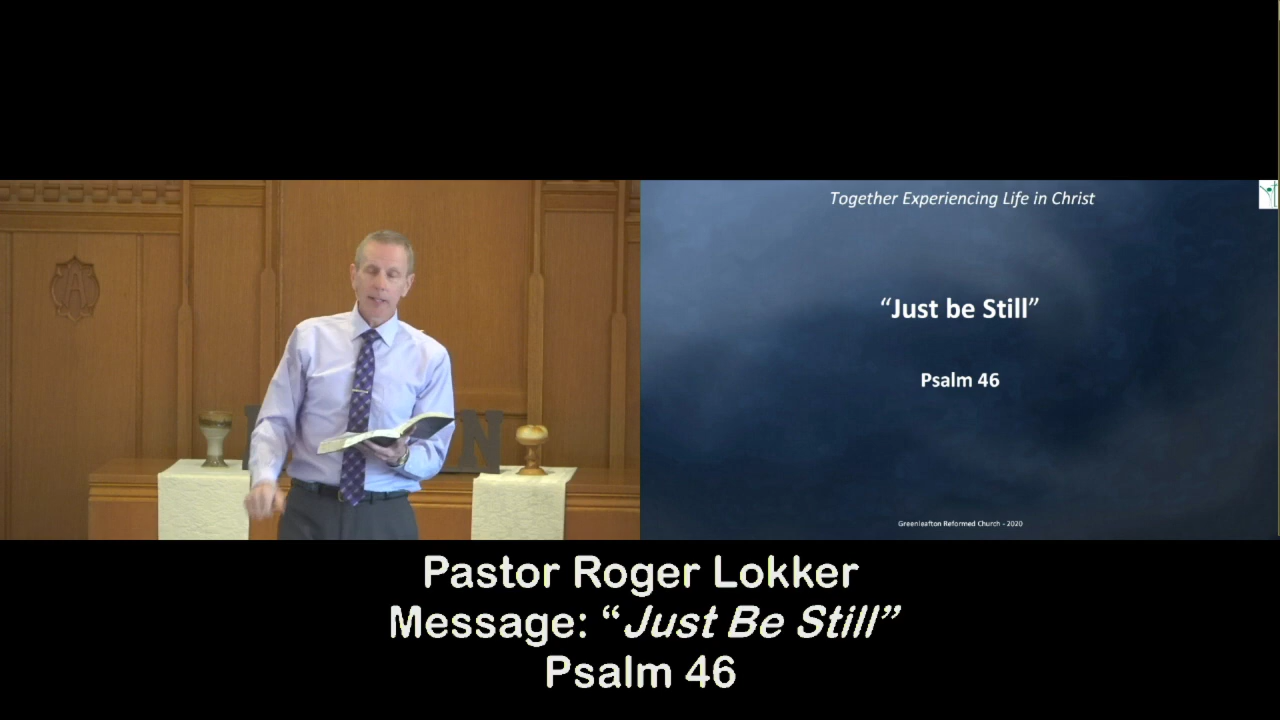 Together Experiencing Life in Christ
“Just be Still”
Psalm 46
Greenleafton Reformed Church - 2020
Pastor Roger Lokker
Message: “Just Be Still”
Psalm 46